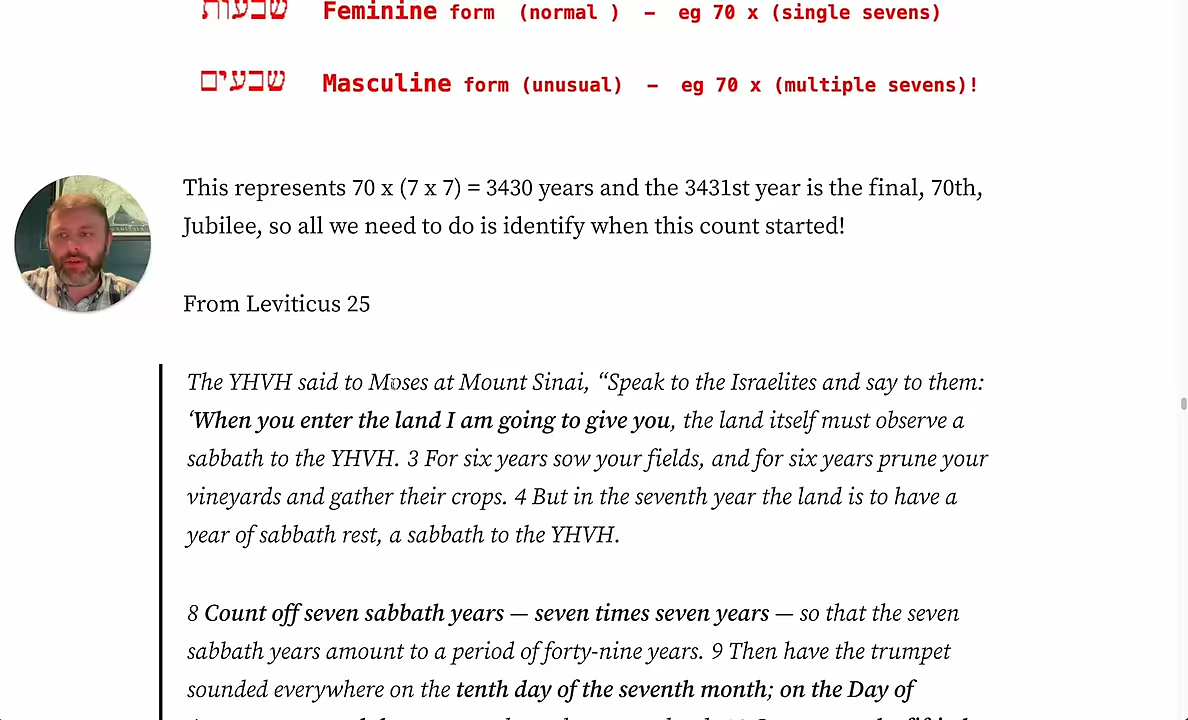 שבעות Feminine form (normal ) – eg 70 x (single sevens)
שבעים Masculine form (unusual) – eg 70 x (multiple sevens)!
This represents 70 x (7 x 7) = 3430 years and the 3431st year is the final, 70th,
Jubilee, so all we need to do is identify when this count started!
From Leviticus 25
The YHVH said to Moses at Mount Sinai, “Speak to the Israelites and say to them:
‘When you enter the land I am going to give you, the land itself must observe a
sabbath to the YHVH. 3 For six years sow your fields, and for six years prune your
vineyards and gather their crops. 4 But in the seventh year the land is to have a
year of sabbath rest, a sabbath to the YHVH.
8 Count off seven sabbath years — seven times seven years — so that the seven
sabbath years amount to a period of forty-nine years. 9 Then have the trumpet
sounded everywhere on the tenth day of the seventh month; on the Day of